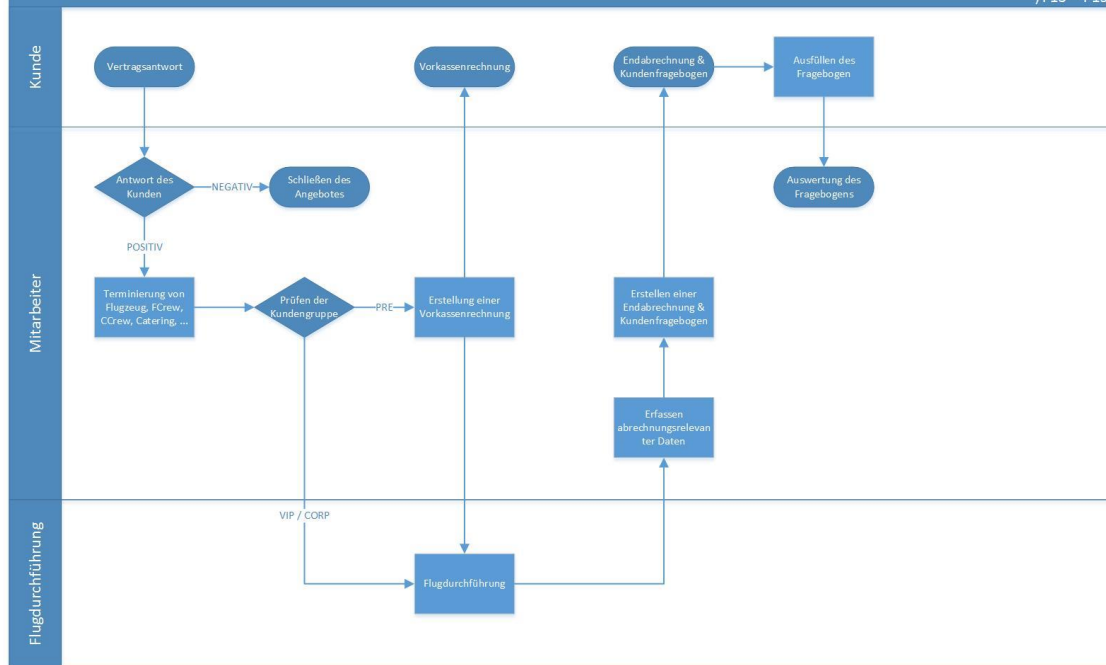 Kunde
Vertragsantwort
Vorkassenrechnung
Endabrechnung &
Kundenfragebogen
Ausfüllen des
Fragebogen
Mitarbeiter
Antwort des
Kunden
NEGATIV
Schließen des
Angebotes
Auswertung des
Fragebogens
POSITIV
Terminierung von
Flugzeug, FCrew,
CCrew, Catering, ...
Prüfen der
Kundengruppe
PRE
Erstellung einer
Vorkassenrechnung
Erstellen einer
Endabrechnung &
Kundenfragebogen
Erfassen
abrechnungsrelevan
ter Daten
Flugdurchführung
VIP / CORP
Flugdurchführung